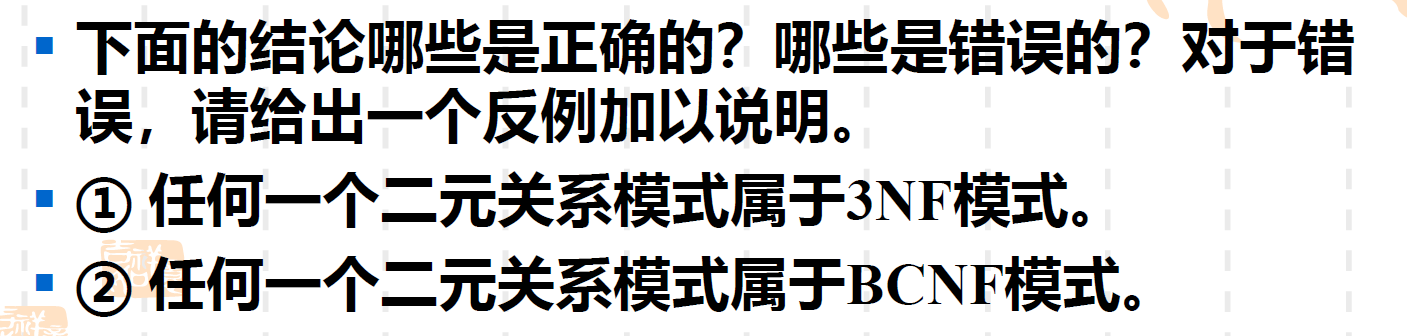 下面的结论哪些是正确的？哪些是错误的？对于错
误，请给出一个反例加以说明。
① 任何一个二元关系模式属于3NF模式。
② 任何一个二元关系模式属于BCNF模式。